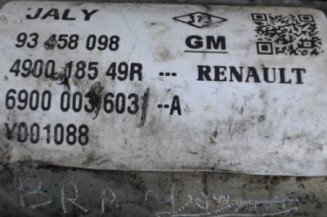 JALY
93 458 098 GM
4900 185 49R --- RENAULT
6900 003 603 --A
V001088